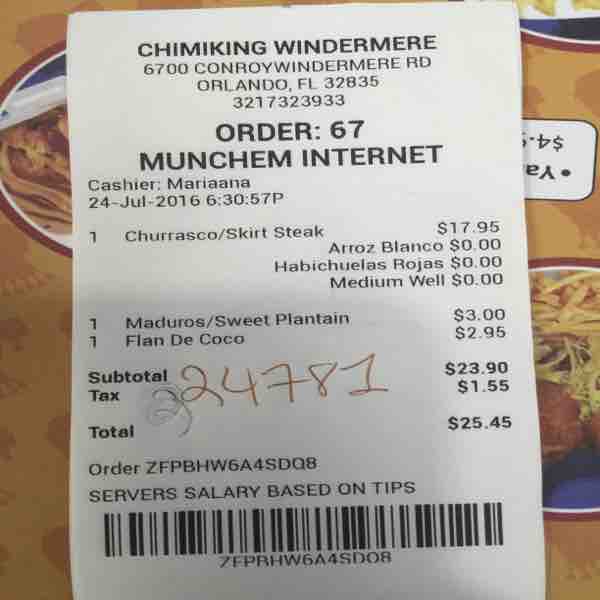 CHIMIKING WINDERMERE
6700 CONROYWINDERMERE RD
ORLANDO, FL 32835
3217323933
ORDER: 67
MUNCHEM INTERNET
Cashier: Mariaana
24-Jul-2016 6:30:57P
1 Churrasco/Skirt Steak $17.95
Arroz Blanco $0.00
Habichuelas Rojas $0.00
Medium Well $0.00
1 Maduros/Sweet Plantain $3.00
1 Flan De Coco $2.95
Subtotal $23.90
Tax $1.55
224781
Total $25.45
Order ZFPBHW6A4SDQ8
SERVERS SALARY BASED ON TIPS
ZFPBHW6A4SDQ8